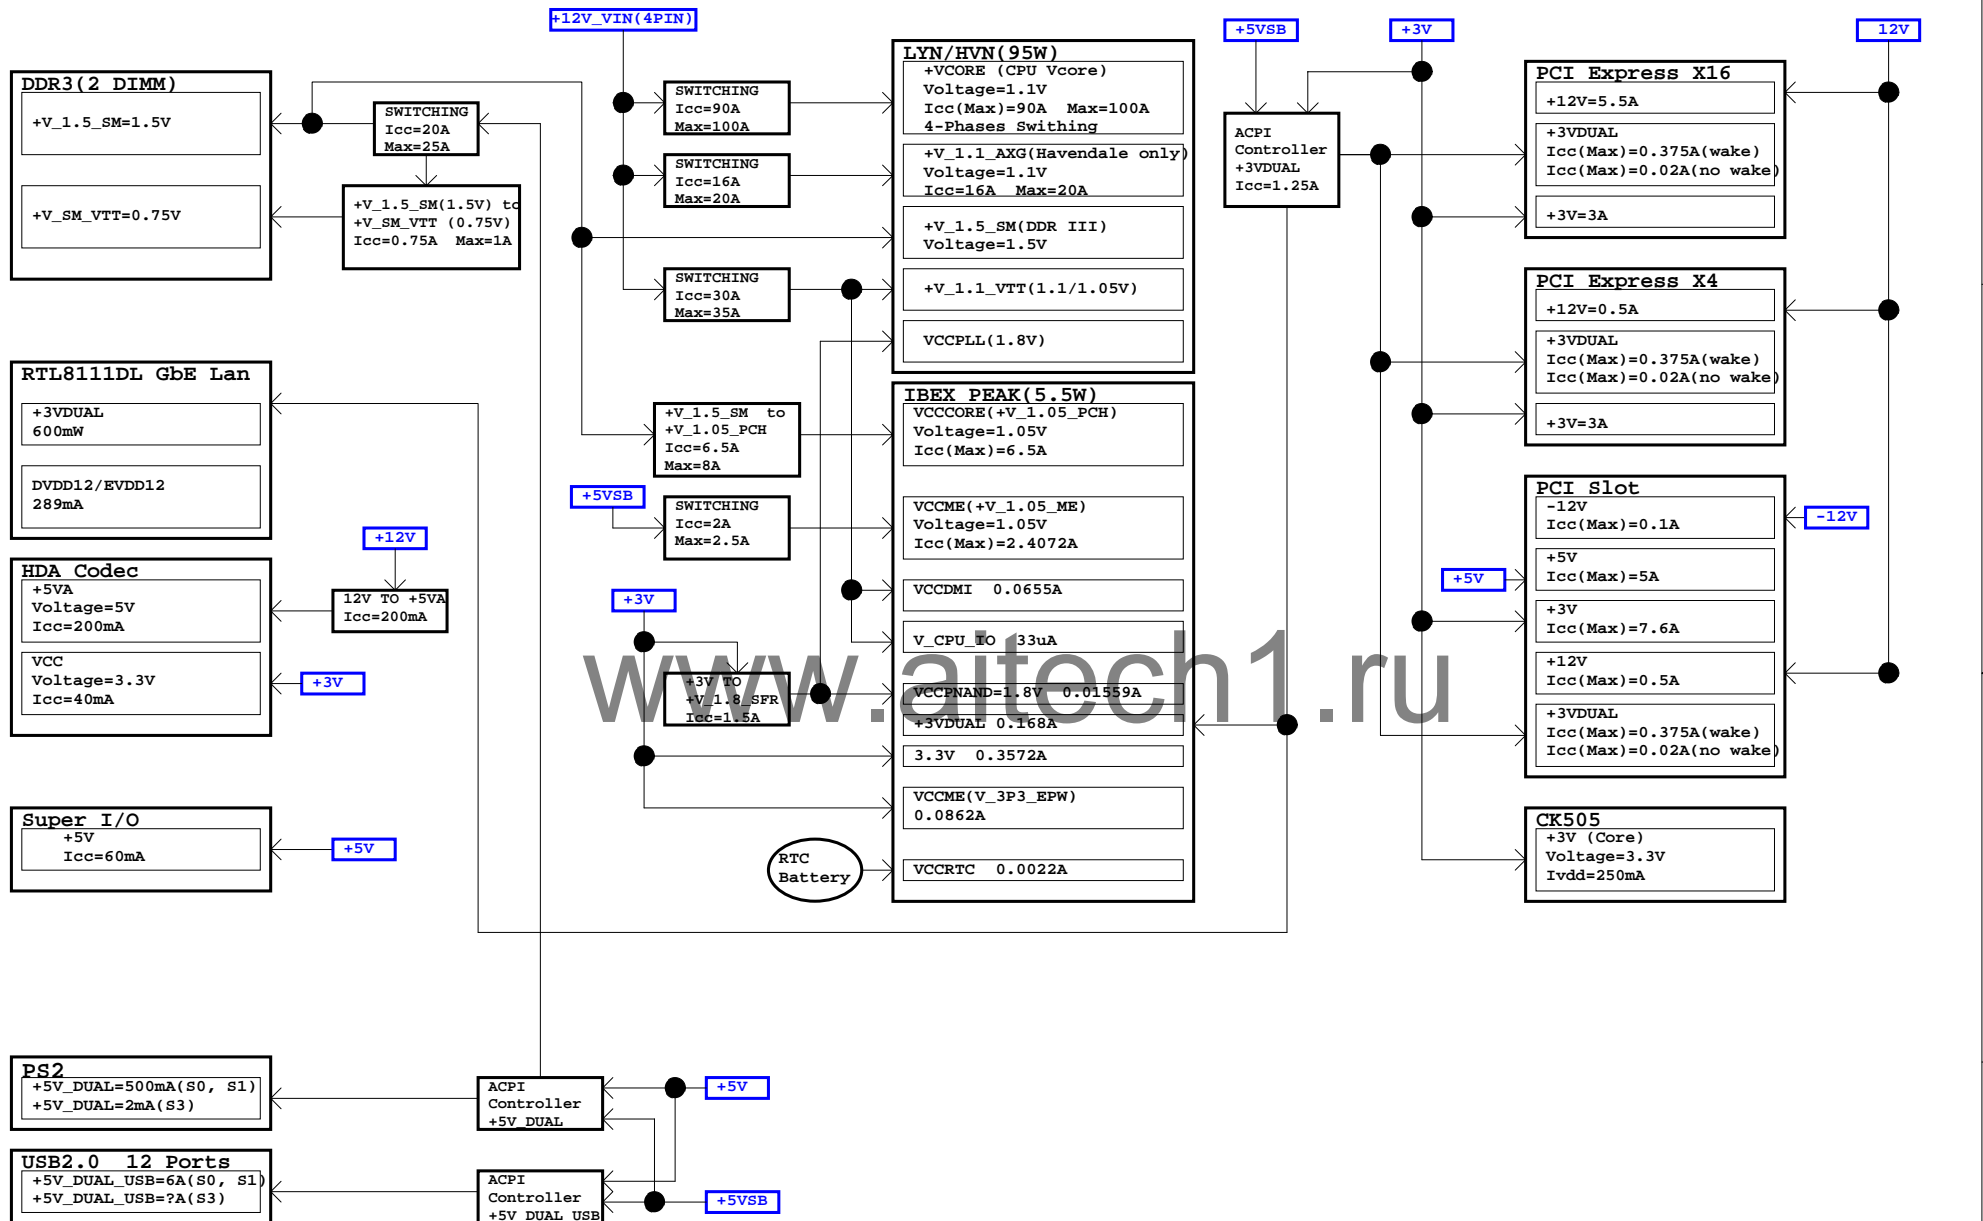 +12V_VIN(4PIN)
+5VSB
+3V
12V
DDR3(2 DIMM)
+V_1.5_SM=1.5V
+V_SM_VTT=0.75V
SWITCHING
Icc=20A
Max=25A
+V_1.5_SM(1.5V) to
+V_SM_VTT (0.75V)
Icc=0.75A Max=1A
SWITCHING
Icc=90A
Max=100A
SWITCHING
Icc=16A
Max=20A
SWITCHING
Icc=30A
Max=35A
LYN/HVN(95W)
+VCORE (CPU Vcore)
Voltage=1.1V
Icc(Max)=90A Max=100A
4-Phases Swithing
+V_1.1_AXG(Havendale only)
Voltage=1.1V
Icc=16A Max=20A
+V_1.5_SM(DDR III)
Voltage=1.5V
+V_1.1_VTT(1.1/1.05V)
VCCPLL(1.8V)
ACPI
Controller
+3VDUAL
Icc=1.25A
PCI Express X16
+12V=5.5A
+3VDUAL
Icc(Max)=0.375A(wake)
Icc(Max)=0.02A(no wake)
+3V=3A
PCI Express X4
+12V=0.5A
+3VDUAL
Icc(Max)=0.375A(wake)
Icc(Max)=0.02A(no wake)
+3V=3A
RTL8111DL GbE Lan
+3VDUAL
600mW
DVDD12/EVDD12
289mA
+V_1.5_SM to
+V_1.05_PCH
Icc=6.5A
Max=8A
+5VSB
SWITCHING
Icc=2A
Max=2.5A
IBEX PEAK(5.5W)
VCCCORE(+V_1.05_PCH)
Voltage=1.05V
Icc(Max)=6.5A
VCCME(+V_1.05_ME)
Voltage=1.05V
Icc(Max)=2.4072A
VCCDMI 0.0655A
V_CPU_IO 33uA
VCCPNAND=1.8V 0.01559A
+3VDUAL 0.168A
3.3V 0.3572A
VCCME(V_3P3_EPW)
0.0862A
VCCRTC 0.0022A
PCI Slot
-12V
Icc(Max)=0.1A
+5V
Icc(Max)=5A
+3V
Icc(Max)=7.6A
+12V
Icc(Max)=0.5A
+3VDUAL
Icc(Max)=0.375A(wake)
Icc(Max)=0.02A(no wake)
-12V
+5V
+12V
12V TO +5VA
Icc=200mA
HDA Codec
+5VA
Voltage=5V
Icc=200mA
VCC
Voltage=3.3V
Icc=40mA
+3V
+3V
+3V TO
+V_1.8_SFR
Icc=1.5A
www.aitech1.ru
Super I/O
+5V
Icc=60mA
+5V
RTC
Battery
CK505
+3V (Core)
Voltage=3.3V
Ivdd=250mA
PS2
+5V_DUAL=500mA(S0, S1)
+5V_DUAL=2mA(S3)
ACPI
Controller
+5V_DUAL
+5V
USB2.0 12 Ports
+5V_DUAL_USB=6A(S0, S1)
+5V_DUAL_USB=?A(S3)
ACPI
Controller
+5V_DUAL_USB
+5VSB